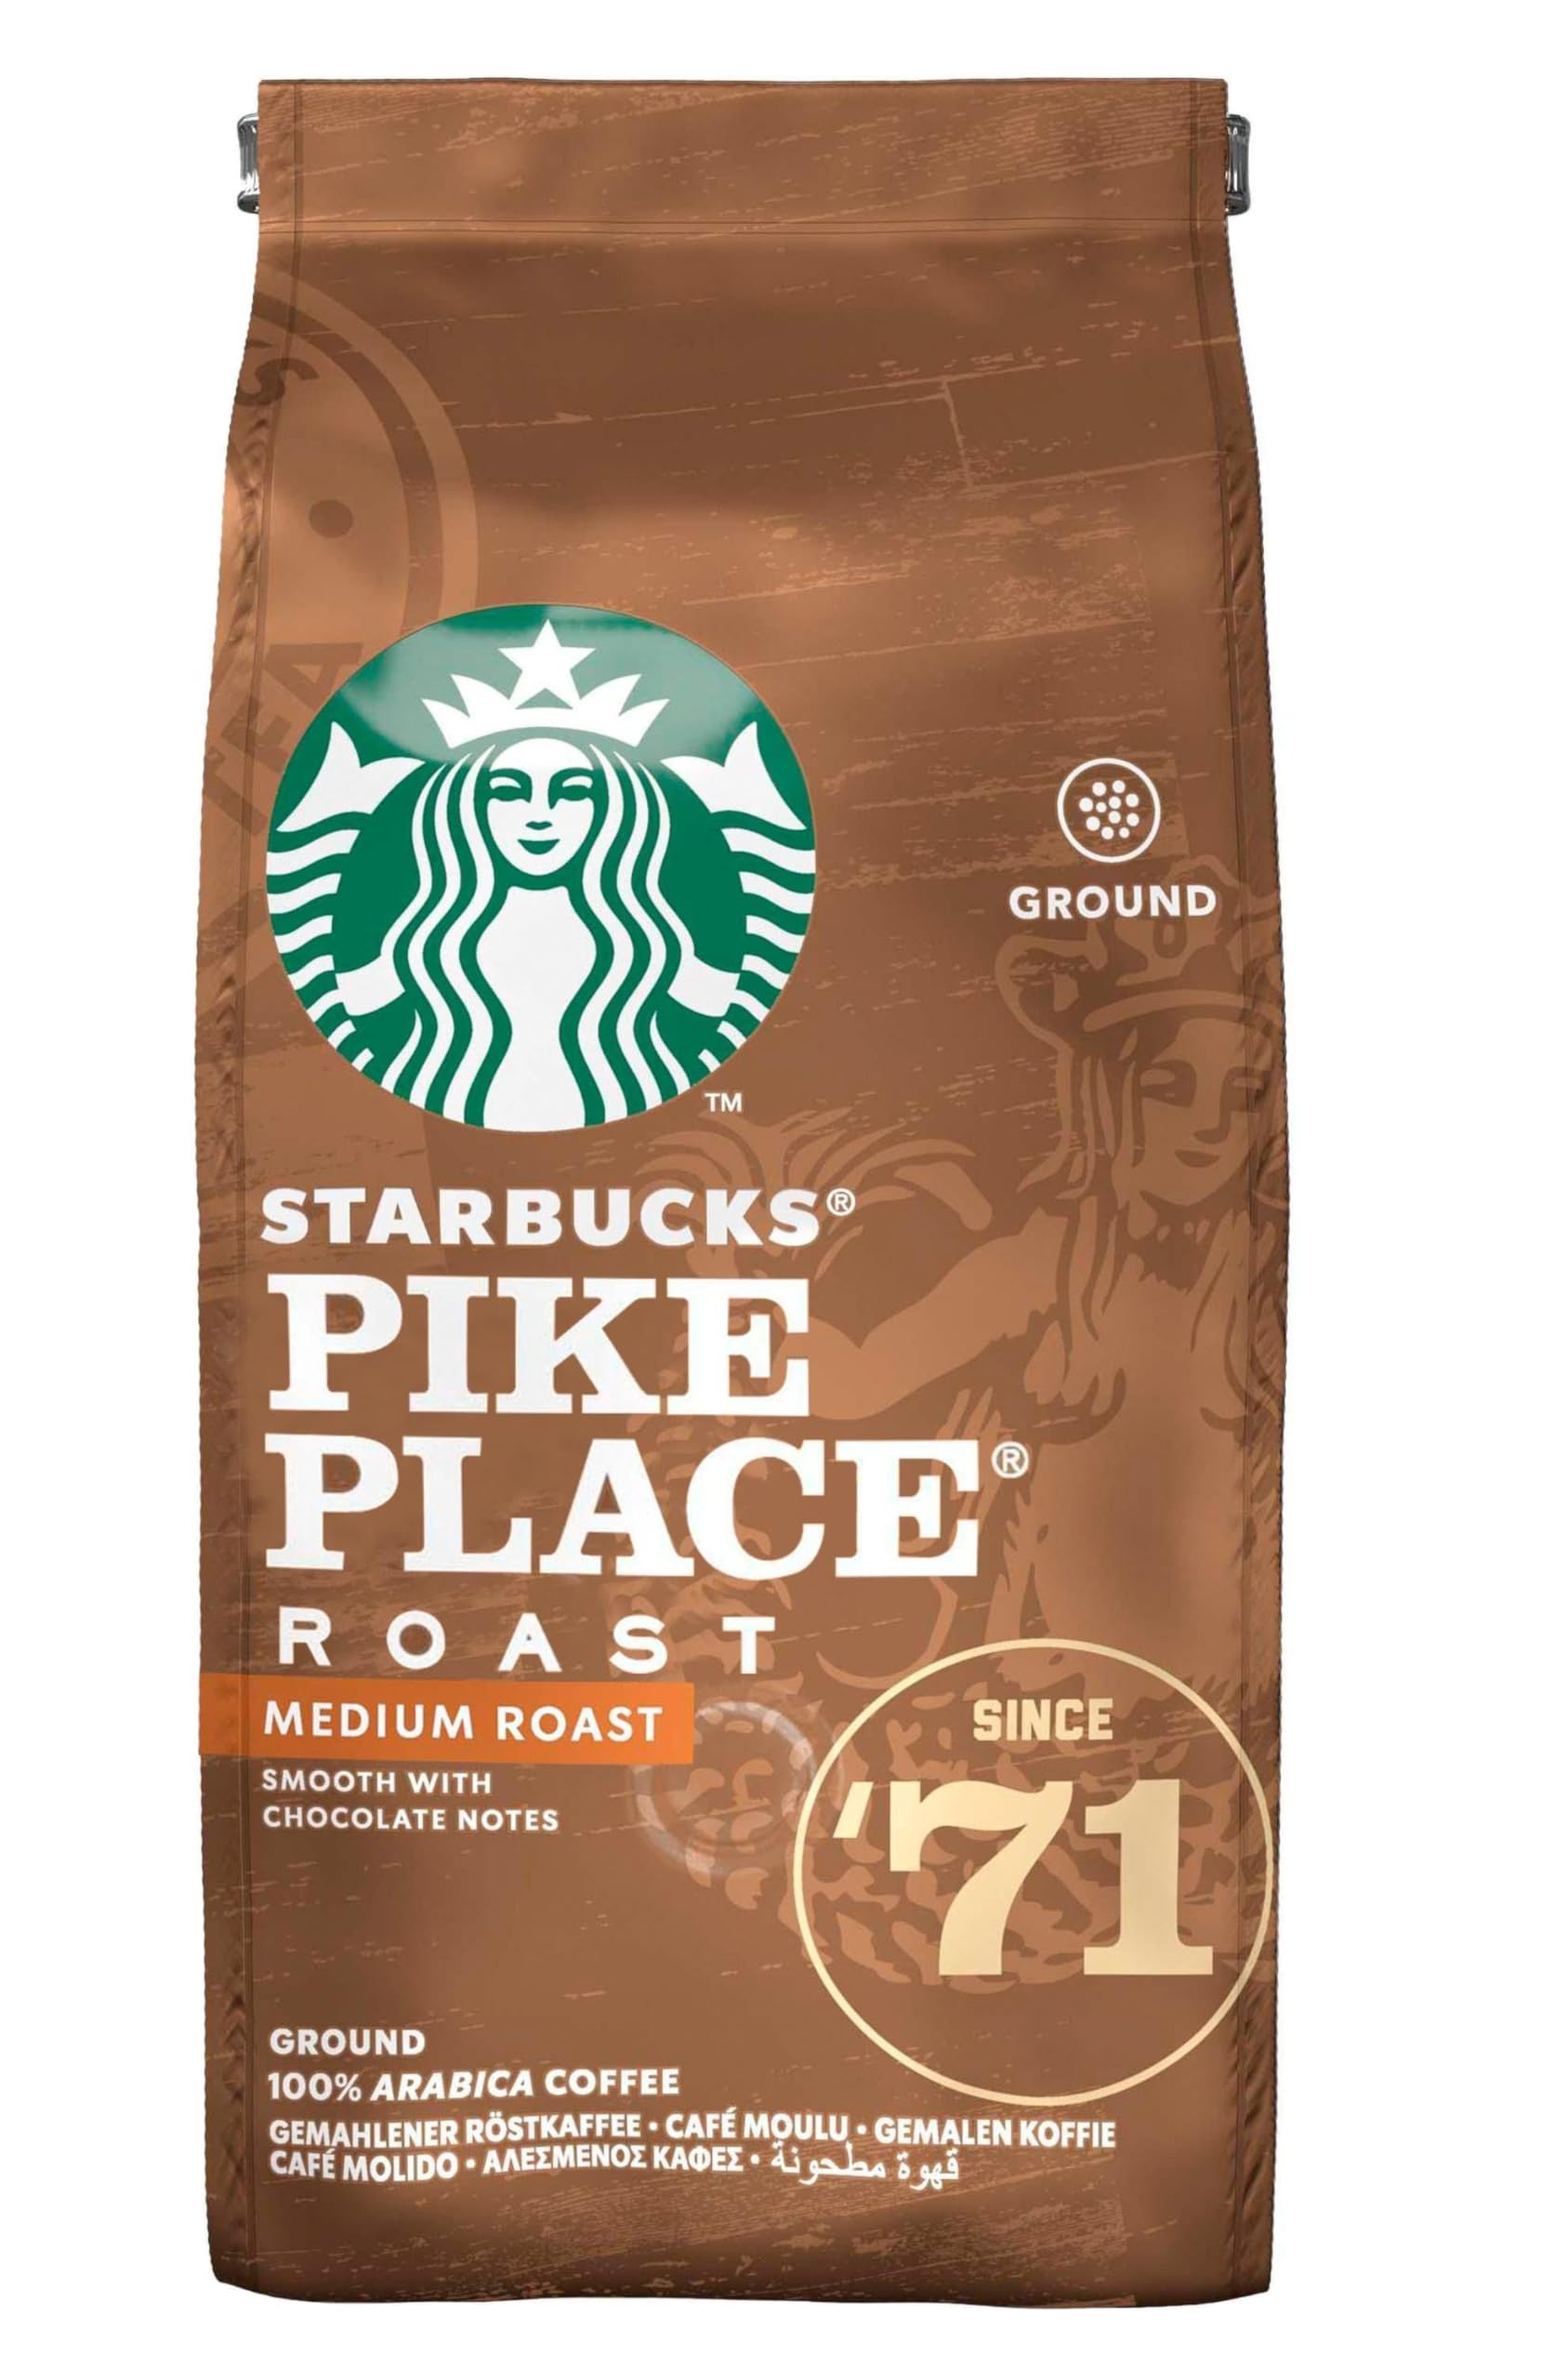 TEA
GROUND
TM
STARBUCKS®
PIKE
PLACE®
ROAST
MEDIUM ROAST
SMOOTH WITH
CHOCOLATE NOTES
SINCE
'71
GROUND
100% ARABICA COFFEE
GEMAHLENER RÖSTKAFFEE • CAFÉ MOULU • GEMALEN KOFFIE
CAFÉ MOLIDO • ΑΛΕΣΜΕΝΟΣ ΚΑΦΕΣ • قهوة مطحونة